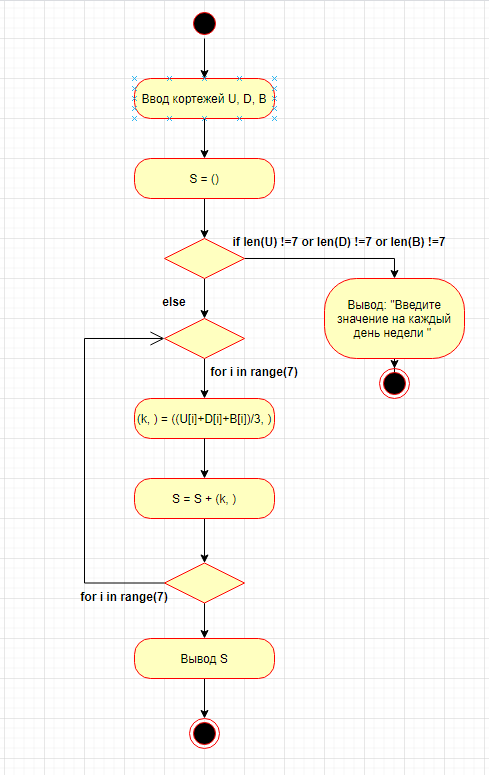 Ввод кортежей U, D, B
S = ()
if len(U) !=7 or len(D) !=7 or len(B) !=7
Вывод: "Введите
значение на каждый
день недели "
else
for i in range(7)
(k, ) = ((U[i]+D[i]+B[i])/3, )
S = S + (k, )
for i in range(7)
Вывод S